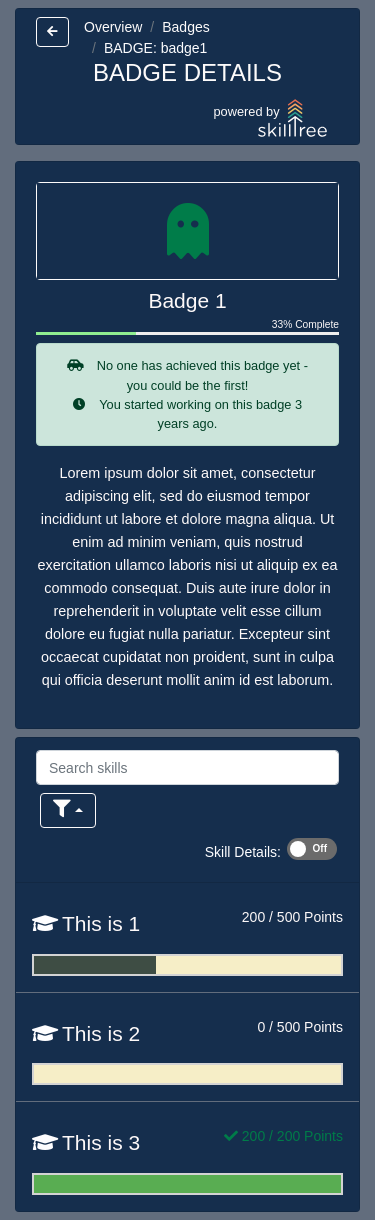 Overview / Badges
/ BADGE: badge1
BADGE DETAILS
powered by
skilltree
Badge 1
33% Complete
No one has achieved this badge yet -
you could be the first!
You started working on this badge 3
years ago.
Lorem ipsum dolor sit amet, consectetur
adipiscing elit, sed do eiusmod tempor
incididunt ut labore et dolore magna aliqua. Ut
enim ad minim veniam, quis nostrud
exercitation ullamco laboris nisi ut aliquip ex ea
commodo consequat. Duis aute irure dolor in
reprehenderit in voluptate velit esse cillum
dolore eu fugiat nulla pariatur. Excepteur sint
occaecat cupidatat non proident, sunt in culpa
qui officia deserunt mollit anim id est laborum.
Search skills
Skill Details: Off
This is 1 200 / 500 Points
This is 2 0 / 500 Points
This is 3 200 / 200 Points